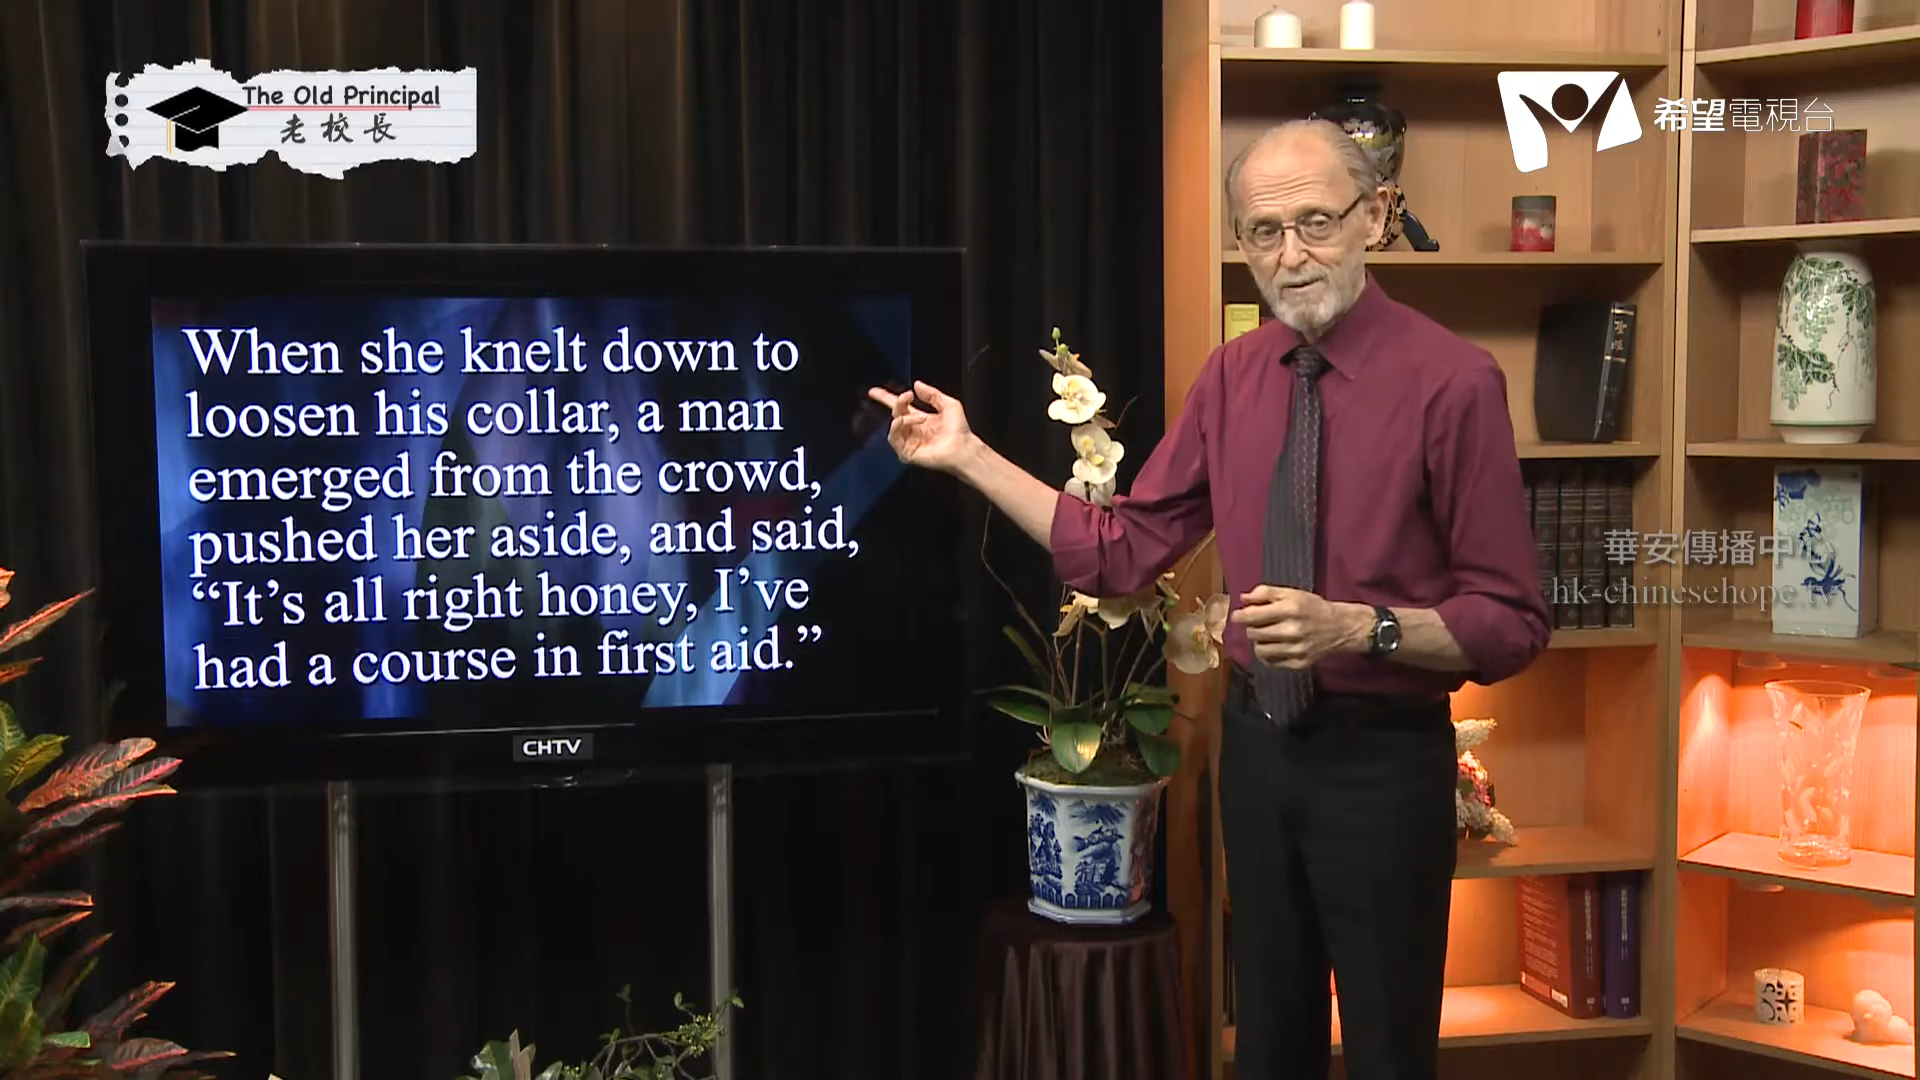 The Old Principal
老校長
希望電視台
When she knelt down to
loosen his collar, a man
emerged from the crowd,
pushed her aside, and said,
“It’s all right honey, I’ve
had a course in first aid.”
CHTV
華安傳播中心
hk-chinesehope.tv